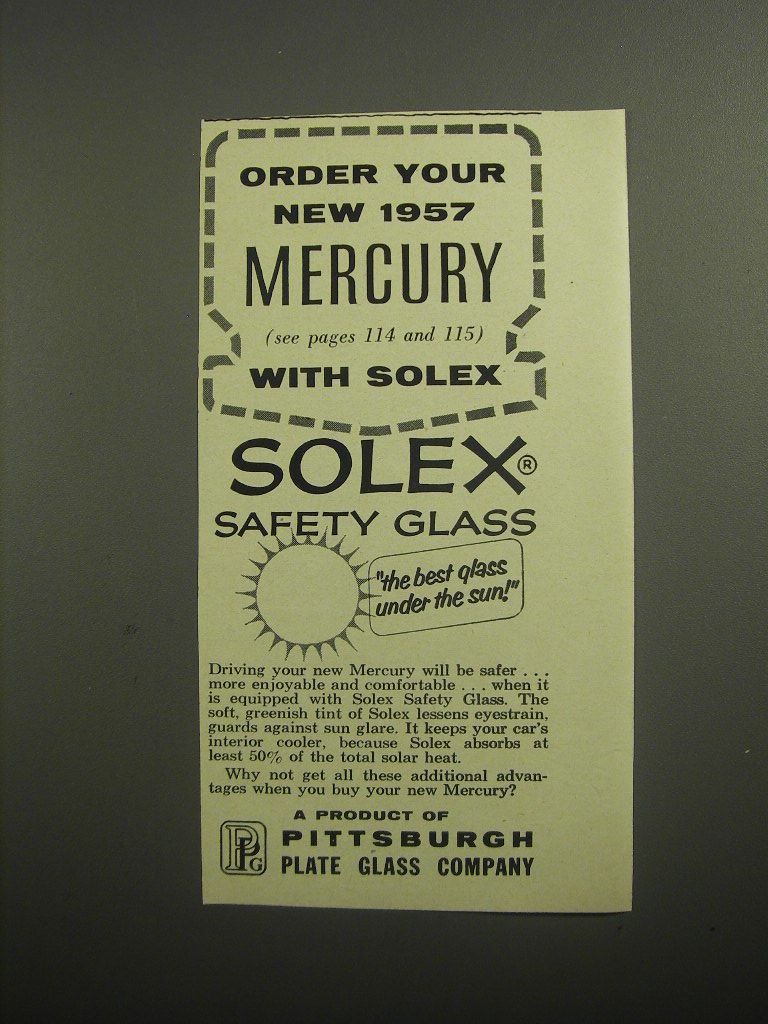 ORDER YOUR
NEW 1957
MERCURY
(see pages 114 and 115)
WITH SOLEX
SOLEX®
SAFETY GLASS
"the best glass
under the sun!"
Driving your new Mercury will be safer . . .
more enjoyable and comfortable . . . when it
is equipped with Solex Safety Glass. The
soft, greenish tint of Solex lessens eyestrain,
guards against sun glare. It keeps your car's
interior cooler, because Solex absorbs at
least 50% of the total solar heat.
Why not get all these additional advan-
tages when you buy your new Mercury?
A PRODUCT OF
PPG
PITTSBURGH
PLATE GLASS COMPANY